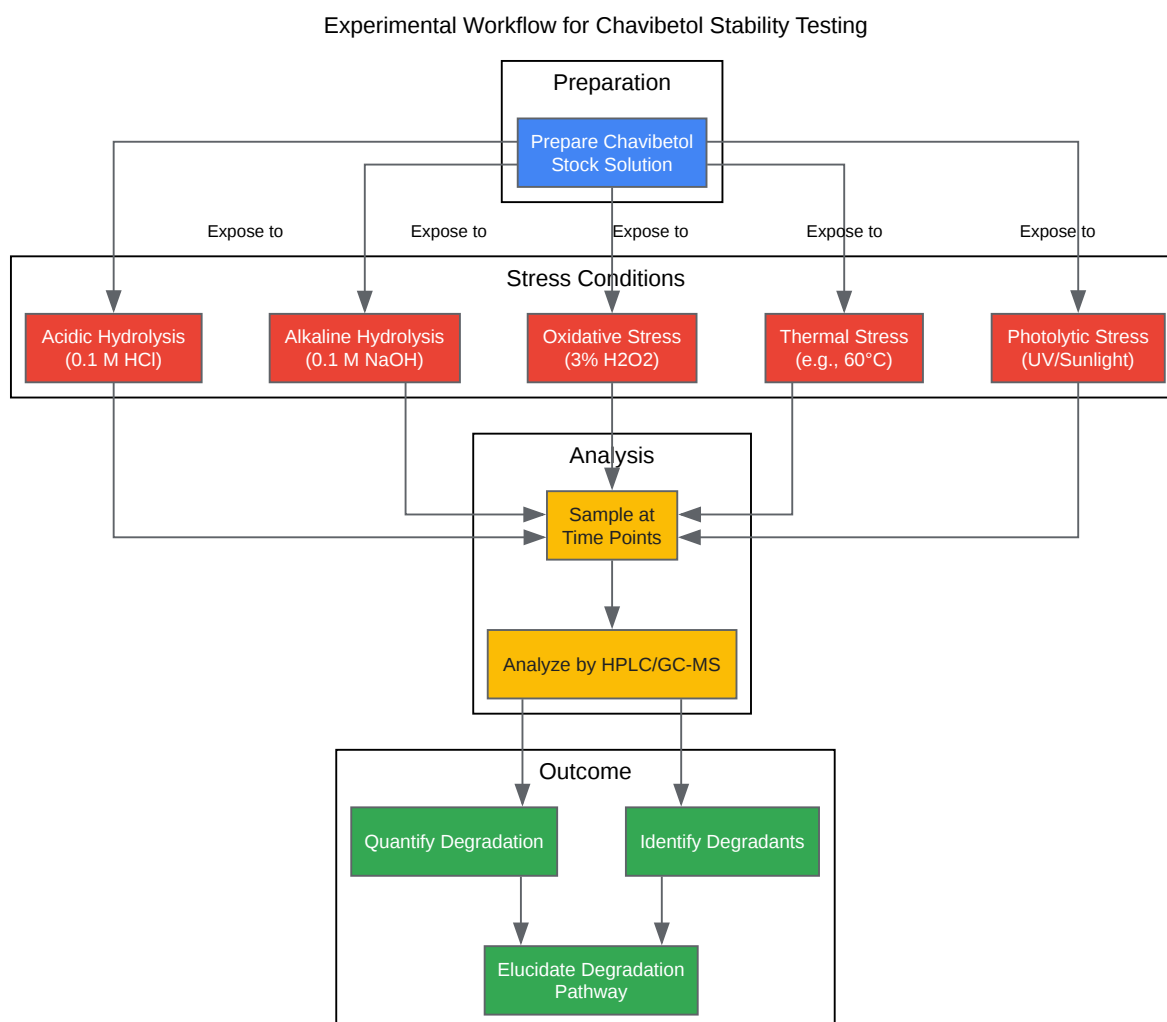 Experimental Workflow for Chavibetol Stability Testing
Preparation
Prepare Chavibetol
Stock Solution
Expose to
Expose to
Expose to
Expose to
Expose to
Stress Conditions
Acidic Hydrolysis
(0.1 M HCl)
Alkaline Hydrolysis
(0.1 M NaOH)
Oxidative Stress
(3% H2O2)
Thermal Stress
(e.g., 60°C)
Photolytic Stress
(UV/Sunlight)
Analysis
Sample at
Time Points
Analyze by HPLC/GC-MS
Outcome
Quantify Degradation
Identify Degradants
Elucidate Degradation
Pathway